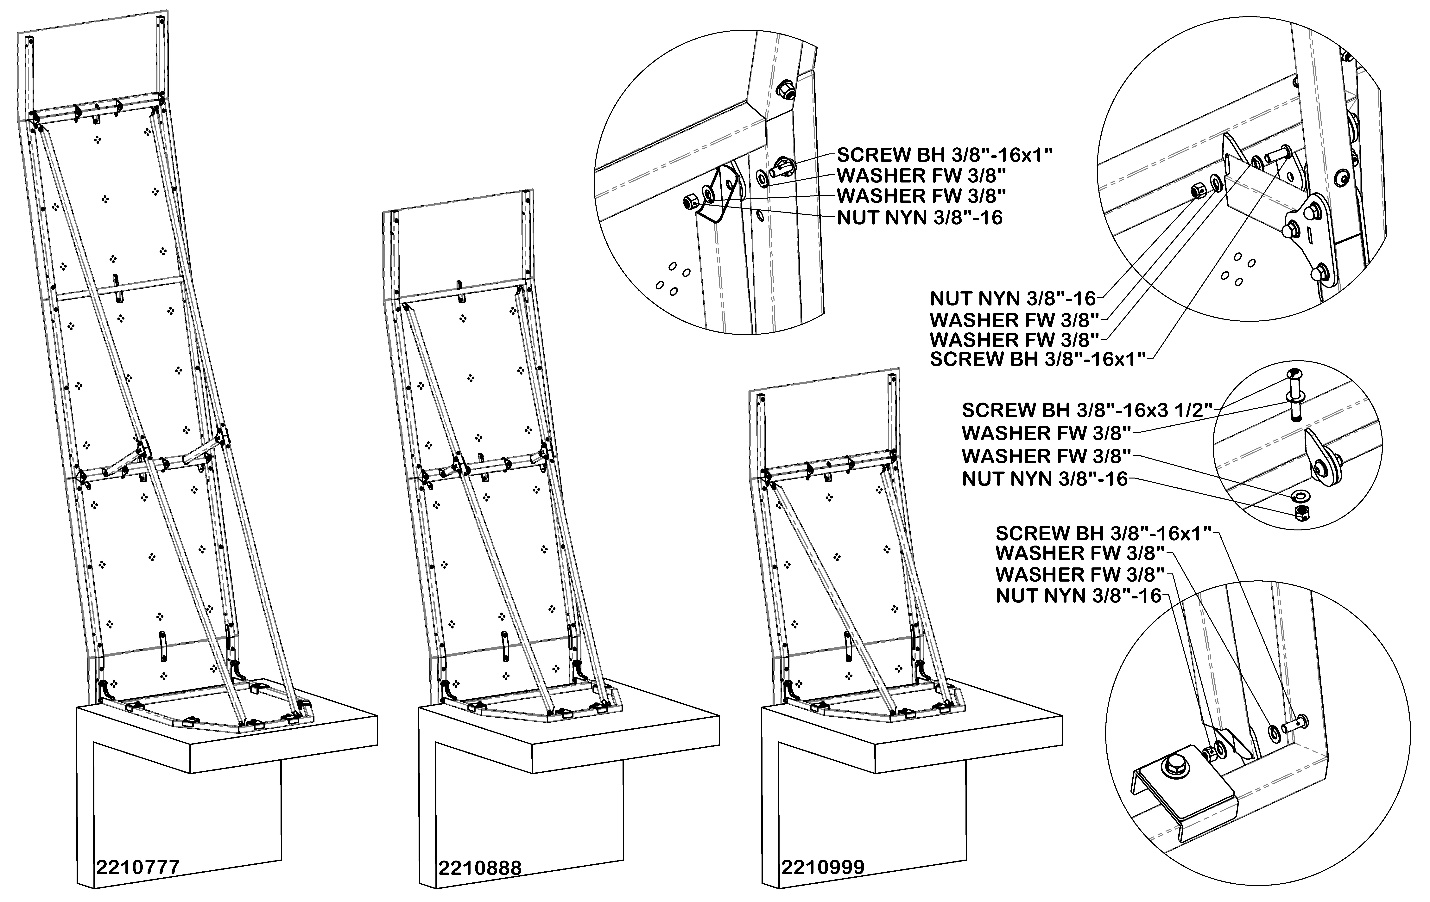 SCREW BH 3/8"-16x1"
WASHER FW 3/8"
WASHER FW 3/8"
NUT NYN 3/8"-16
NUT NYN 3/8"-16
WASHER FW 3/8"
WASHER FW 3/8"
SCREW BH 3/8"-16x1"
SCREW BH 3/8"-16x3 1/2"
WASHER FW 3/8"
WASHER FW 3/8"
NUT NYN 3/8"-16
SCREW BH 3/8"-16x1"
WASHER FW 3/8"
WASHER FW 3/8"
NUT NYN 3/8"-16
2210777
2210888
2210999